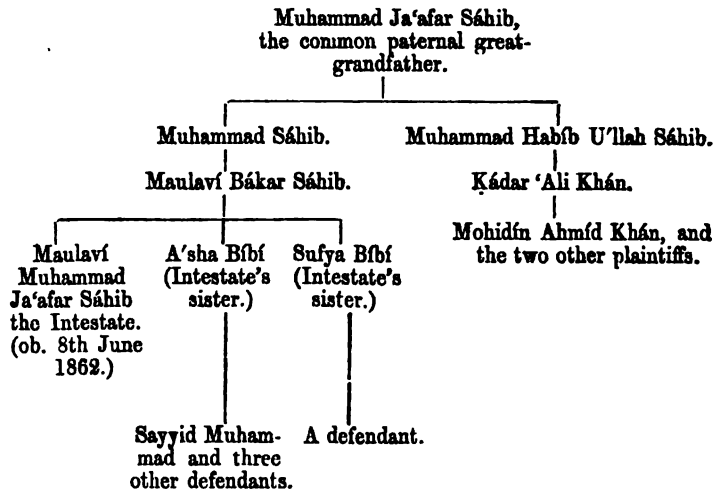 Muhammad Ja‘afar Sáhib,
the common paternal great-
grandfather.
Muhammad Sáhib.
Muhammad Habíb U'llah Sáhib.
Maulaví Bákar Sáhib.
Ḳádar ‘Ali Khán.
Mohidín Ahmíd Khán, and
the two other plaintiffs.
Maulaví
Muhammad
Ja‘afar Sáhib
the Intestate.
(ob. 8th June
1862.)
A'sha Bíbí
(Intestate's
sister.)
Sufya Bíbí
(Intestate's
sister.)
Sayyid Muham-
mad and three
other defendants.
A defendant.